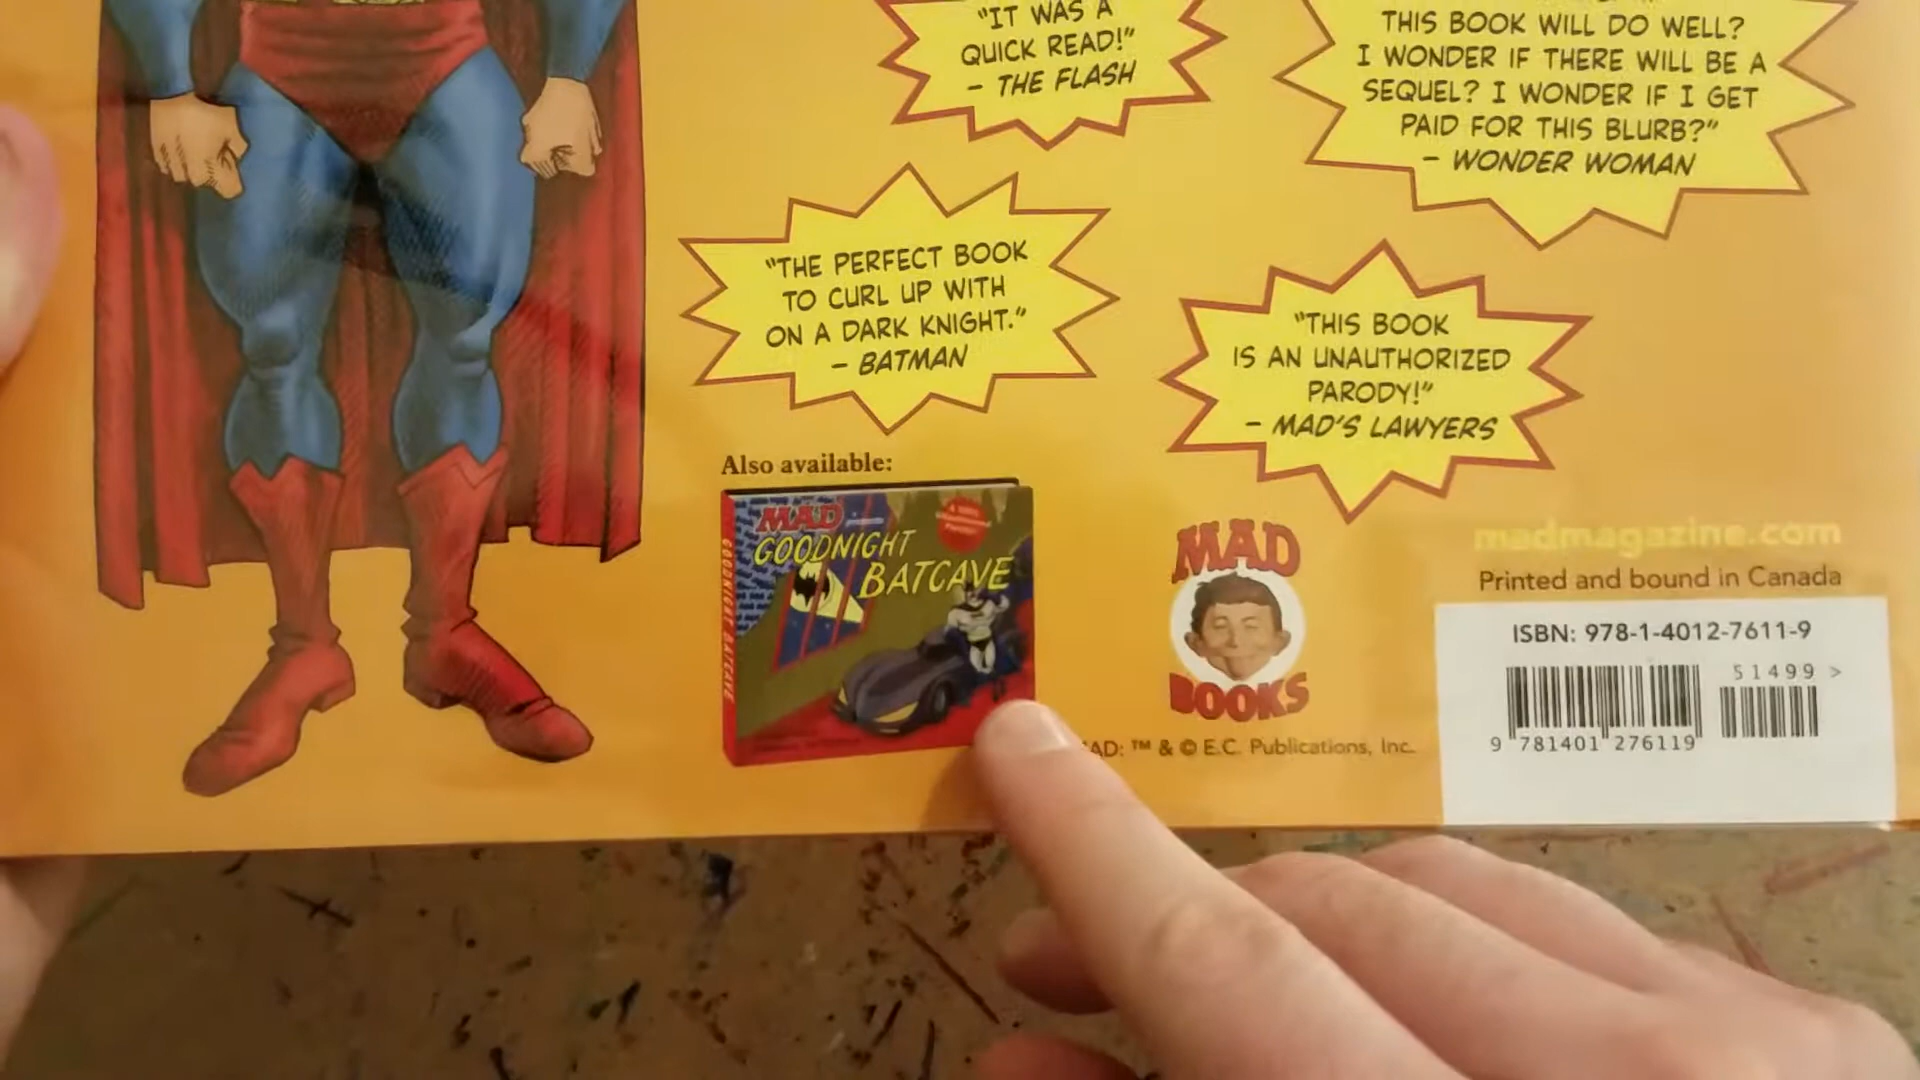 "IT WAS A
QUICK READ!"
- THE FLASH
THIS BOOK WILL DO WELL?
I WONDER IF THERE WILL BE A
SEQUEL? I WONDER IF I GET
PAID FOR THIS BLURB?"
- WONDER WOMAN
"THE PERFECT BOOK
TO CURL UP WITH
ON A DARK KNIGHT."
- BATMAN
"THIS BOOK
IS AN UNAUTHORIZED
PARODY!"
- MAD'S LAWYERS
Also available:
MAD presents
GOODNIGHT
BATCAVE
GOODNIGHT BATCAVE
MAD
BOOKS
AD: ™ & © E.C. Publications, Inc.
madmagazine.com
Printed and bound in Canada
ISBN: 978-1-4012-7611-9
51499 >
9 781401 276119